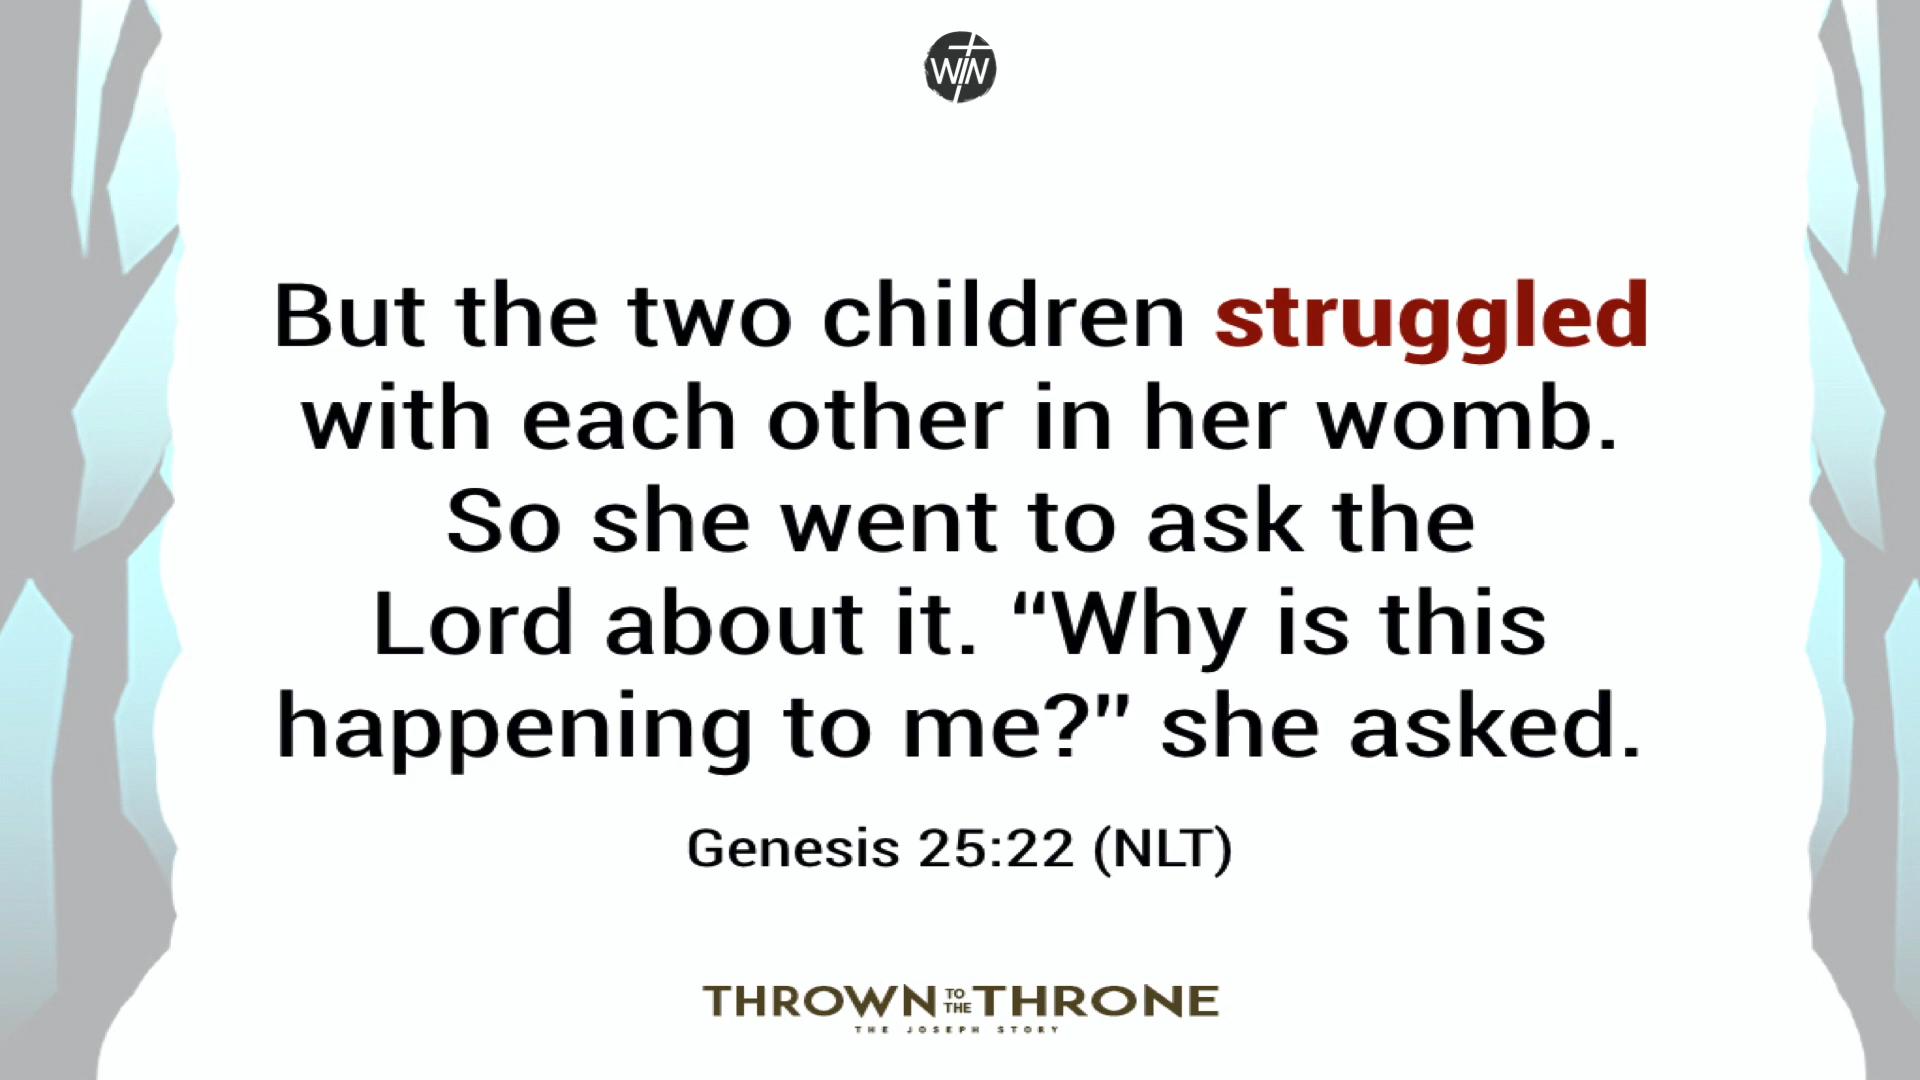 WIN
But the two children struggled
with each other in her womb.
So she went to ask the
Lord about it. “Why is this
happening to me?" she asked.
Genesis 25:22 (NLT)
THROWN TO THE THRONE
THE JOSEPH STORY